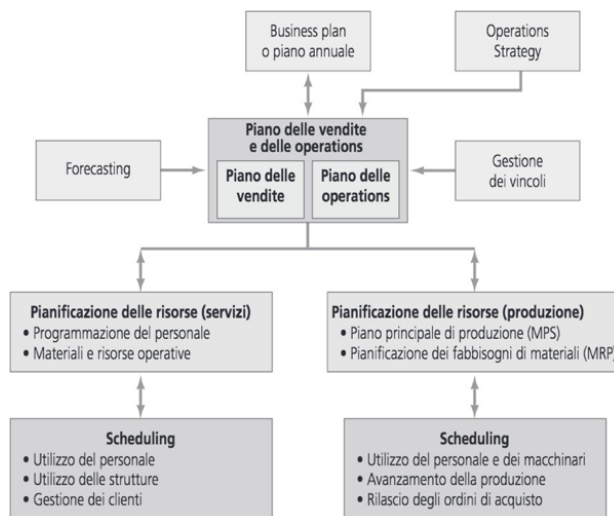 Business plan
o piano annuale
Operations
Strategy
Piano delle vendite
e delle operations
Forecasting
Piano delle
vendite
Piano delle
operations
Gestione
dei vincoli
Pianificazione delle risorse (servizi)
• Programmazione del personale
• Materiali e risorse operative
Pianificazione delle risorse (produzione)
• Piano principale di produzione (MPS)
• Pianificazione dei fabbisogni di materiali (MRP)
Scheduling
• Utilizzo del personale
• Utilizzo delle strutture
• Gestione dei clienti
Scheduling
• Utilizzo del personale e dei macchinari
• Avanzamento della produzione
• Rilascio degli ordini di acquisto